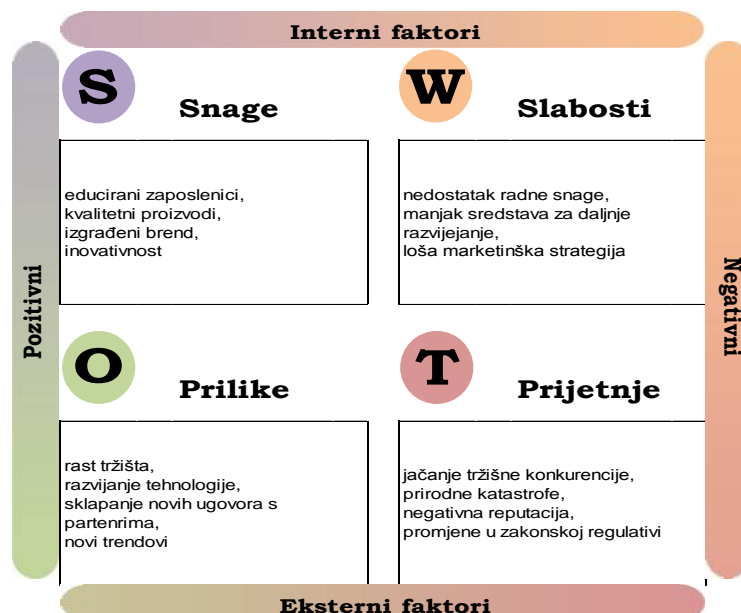 Interni faktori
S
Snage
W
Slabosti
educirani zaposlenici,
kvalitetni proizvodi,
izgrađeni brend,
inovativnost
nedostatak radne snage,
manjak sredstava za daljnje
razvijejanje,
loša marketinška strategija
Pozitivni
Negativni
O
Prilike
T
Prijetnje
rast tržišta,
razvijanje tehnologije,
sklapanje novih ugovora s
partenrima,
novi trendovi
jačanje tržišne konkurencije,
prirodne katastrofe,
negativna reputacija,
promjene u zakonskoj regulativi
Eksterni faktori